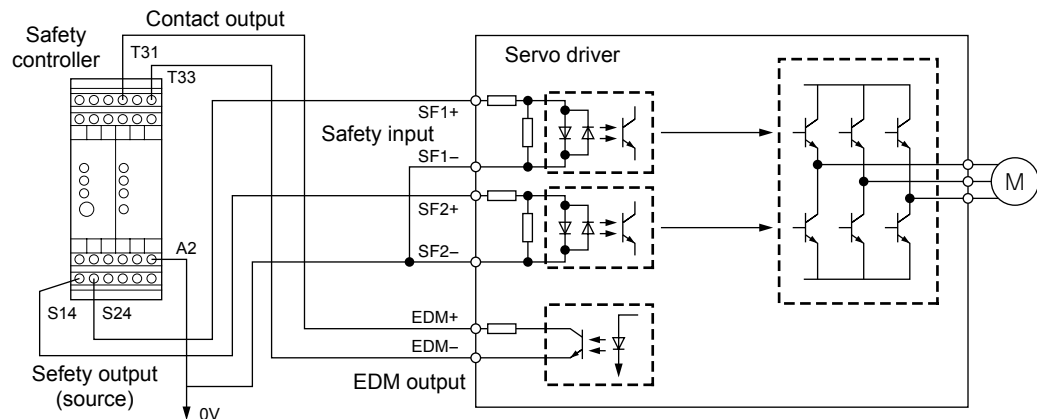 Contact output
Safety
controller
T31
T33
Servo driver
SF1+
Safety input
SF1–
SF2+
M
A2
SF2–
S14
S24
EDM+
EDM–
Sefety output
(source)
EDM output
0V